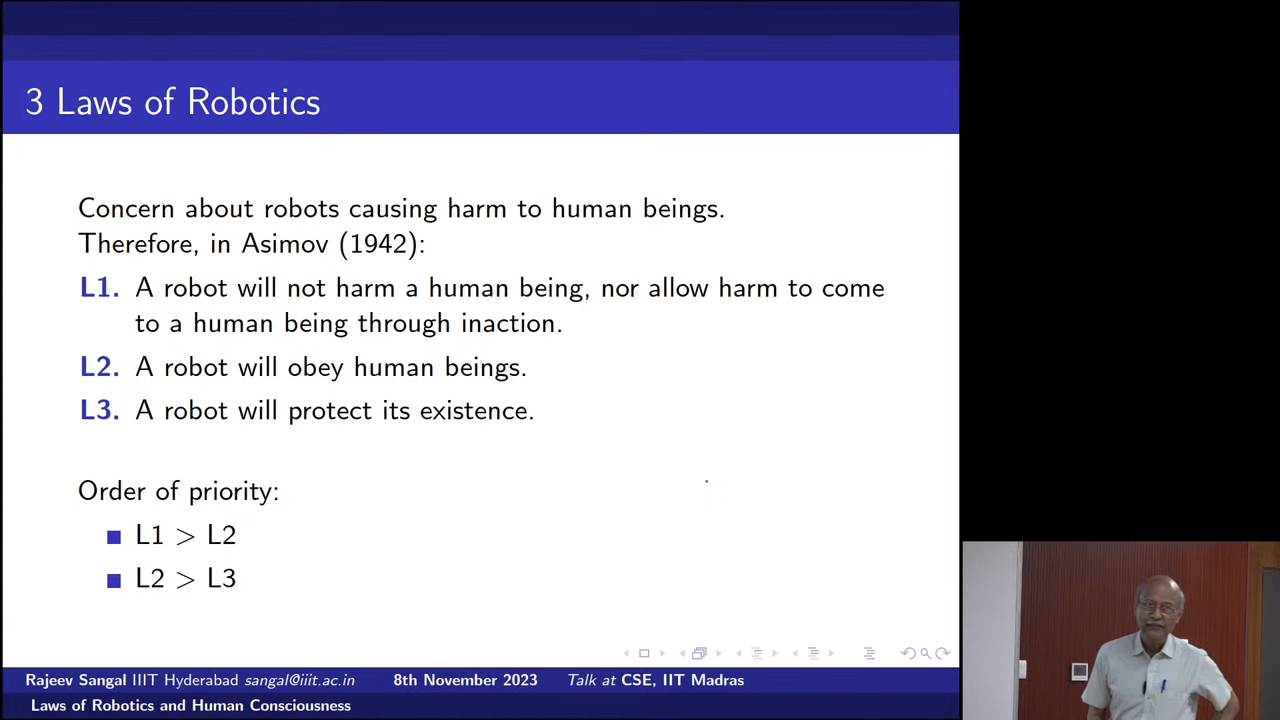 3 Laws of Robotics
Concern about robots causing harm to human beings.
Therefore, in Asimov (1942):
L1. A robot will not harm a human being, nor allow harm to come
to a human being through inaction.
L2. A robot will obey human beings.
L3. A robot will protect its existence.
Order of priority:
L1 > L2
L2 > L3
Rajeev Sangal IIIT Hyderabad sangal@iiit.ac.in 8th November 2023 Talk at CSE, IIT Madras
Laws of Robotics and Human Consciousness